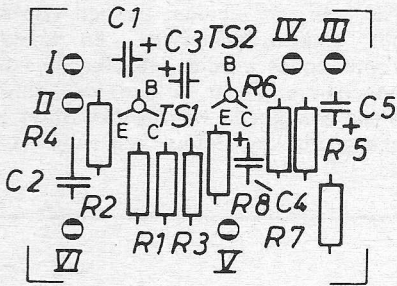 C1 C3 TS2 IV III
I B B
II TS1 R6 C5
E C E C
R4 R5
C2 R2 R8 C4
R1 R3 R7
VI V